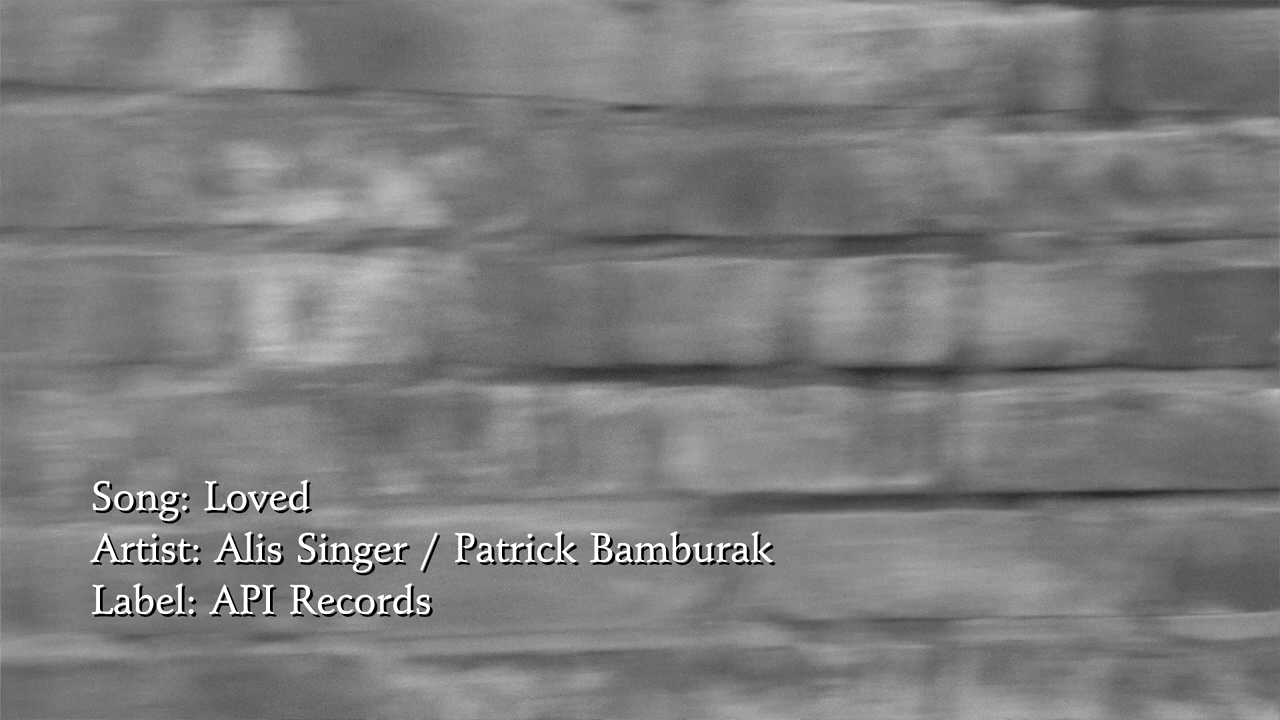 Song: Loved
Artist: Alis Singer / Patrick Bamburak
Label: API Records